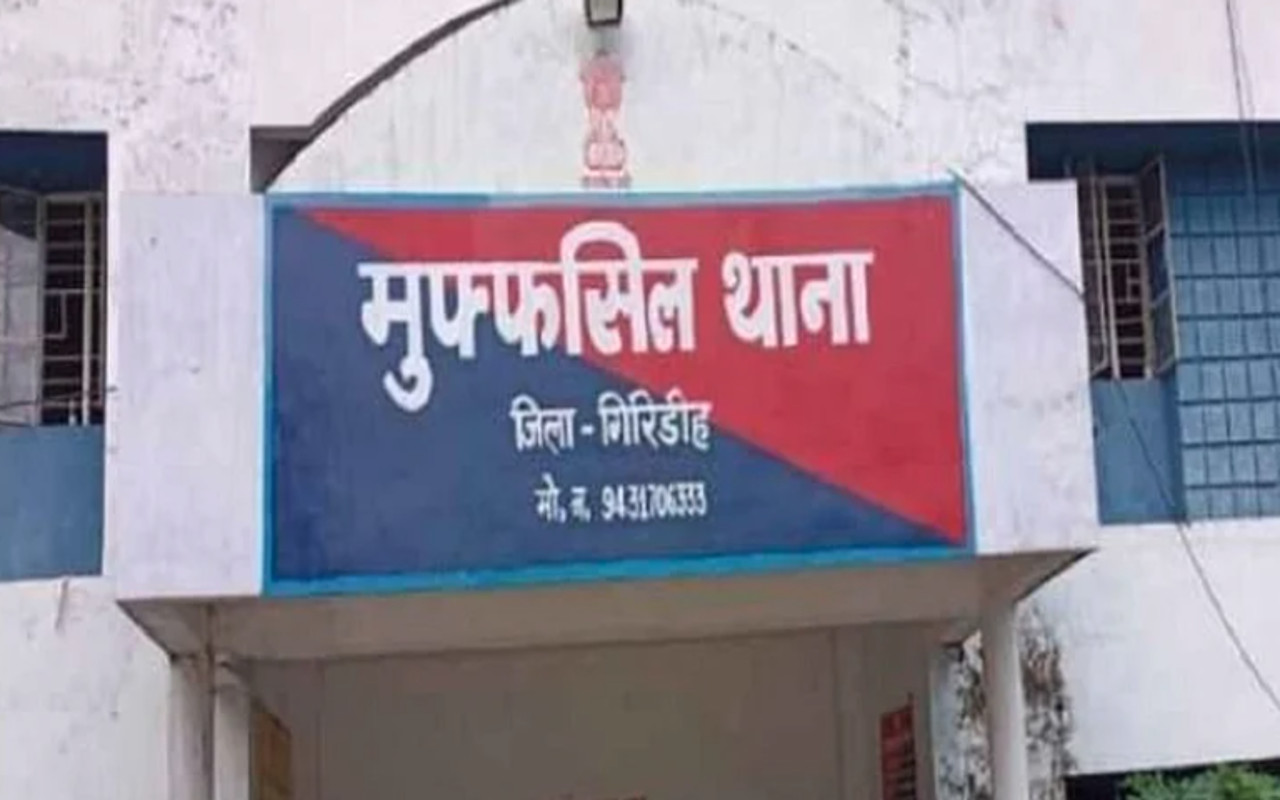 मुफ्फसिल थाना
जिला - गिरिडीह
मो. न. 9431706333